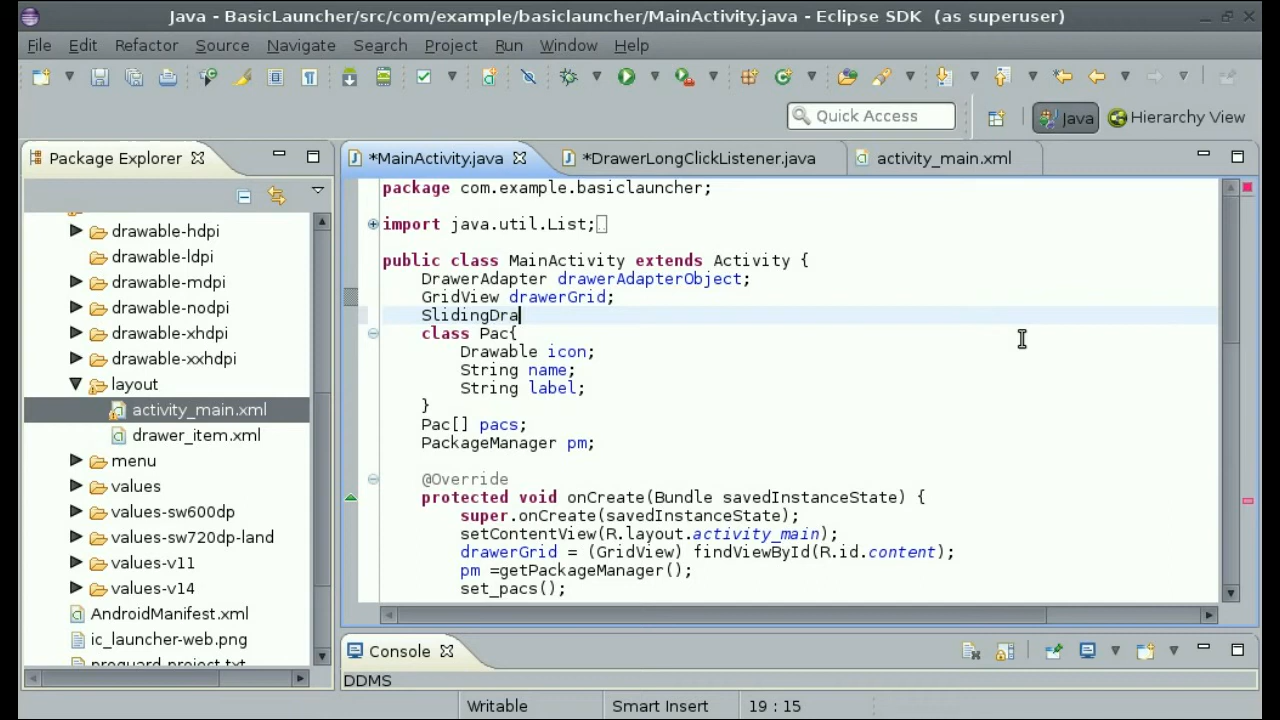 Java - BasicLauncher/src/com/example/basiclauncher/MainActivity.java - Eclipse SDK (as superuser)
File Edit Refactor Source Navigate Search Project Run Window Help
Quick Access
Java
Hierarchy View
Package Explorer
*MainActivity.java
*DrawerLongClickListener.java
activity_main.xml
drawable-hdpi
drawable-ldpi
drawable-mdpi
drawable-nodpi
drawable-xhdpi
drawable-xxhdpi
layout
activity_main.xml
drawer_item.xml
menu
values
values-sw600dp
values-sw720dp-land
values-v11
values-v14
AndroidManifest.xml
ic_launcher-web.png
proguard-project.txt
package com.example.basiclauncher;
import java.util.List;
public class MainActivity extends Activity {
DrawerAdapter drawerAdapterObject;
GridView drawerGrid;
SlidingDra
class Pac{
Drawable icon;
String name;
String label;
}
Pac[] pacs;
PackageManager pm;
@Override
protected void onCreate(Bundle savedInstanceState) {
super.onCreate(savedInstanceState);
setContentView(R.layout.activity_main);
drawerGrid = (GridView) findViewById(R.id.content);
pm =getPackageManager();
set_pacs();
Console
DDMS
Writable
Smart Insert
19 : 15